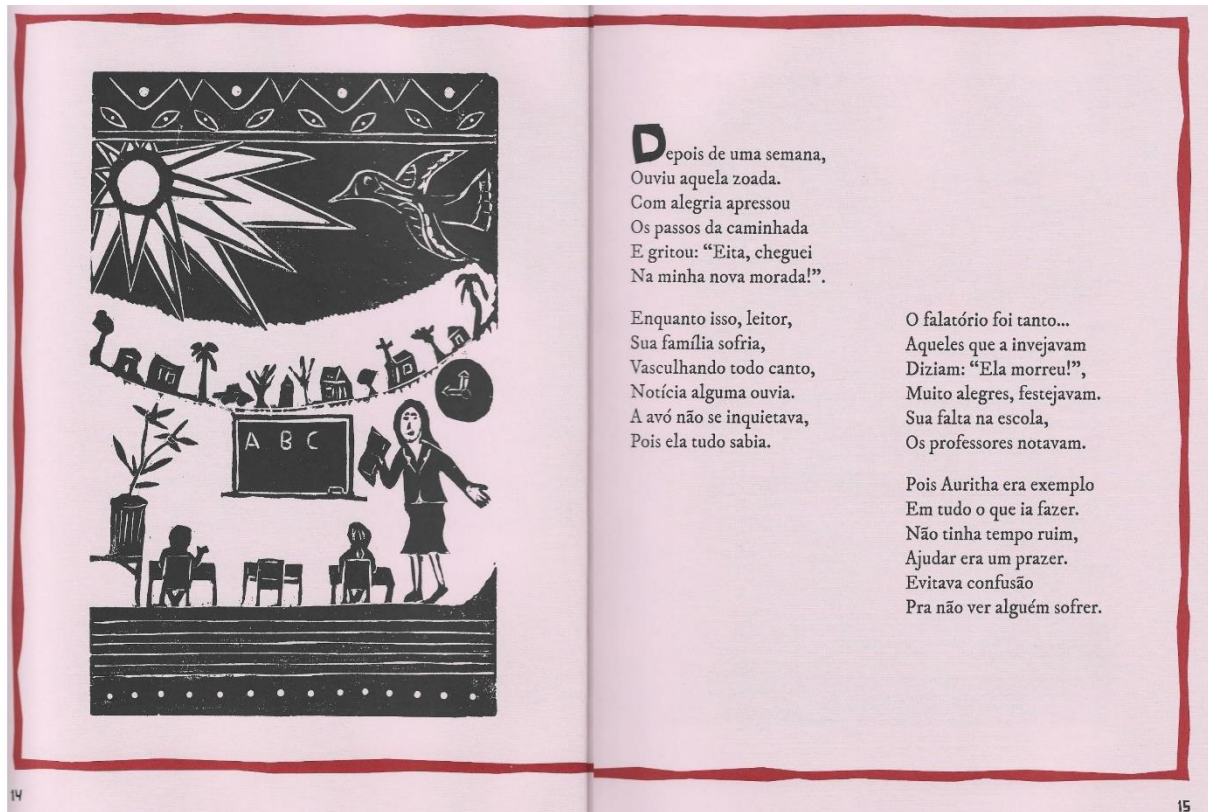 A B C
14
Depois de uma semana,
Ouviu aquela zoada.
Com alegria apressou
Os passos da caminhada
E gritou: “Eita, cheguei
Na minha nova morada!”.
Enquanto isso, leitor,
Sua família sofria,
Vasculhando todo canto,
Notícia alguma ouvia.
A avó não se inquietava,
Pois ela tudo sabia.
O falatório foi tanto...
Aqueles que a invejavam
Diziam: “Ela morreu!”,
Muito alegres, festejavam.
Sua falta na escola,
Os professores notavam.
Pois Auritha era exemplo
Em tudo o que ia fazer.
Não tinha tempo ruim,
Ajudar era um prazer.
Evitava confusão
Pra não ver alguém sofrer.
15